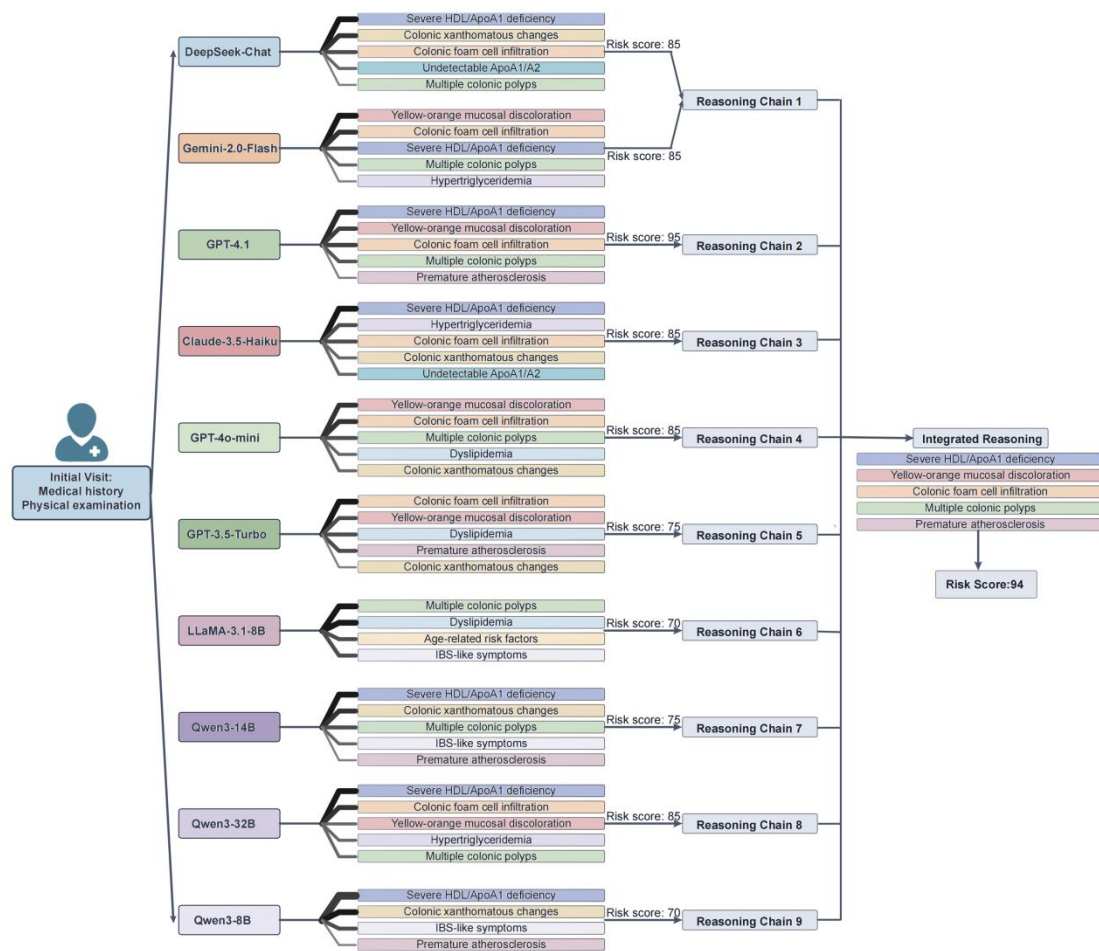 Initial Visit:
Medical history
Physical examination
DeepSeek-Chat
Severe HDL/ApoA1 deficiency
Colonic xanthomatous changes
Colonic foam cell infiltration
Undetectable ApoA1/A2
Multiple colonic polyps
Risk score: 85
Gemini-2.0-Flash
Yellow-orange mucosal discoloration
Colonic foam cell infiltration
Severe HDL/ApoA1 deficiency
Multiple colonic polyps
Hypertriglyceridemia
Risk score: 85
Reasoning Chain 1
GPT-4.1
Severe HDL/ApoA1 deficiency
Yellow-orange mucosal discoloration
Colonic foam cell infiltration
Multiple colonic polyps
Premature atherosclerosis
Risk score: 95
Reasoning Chain 2
Claude-3.5-Haiku
Severe HDL/ApoA1 deficiency
Hypertriglyceridemia
Colonic foam cell infiltration
Colonic xanthomatous changes
Undetectable ApoA1/A2
Risk score: 85
Reasoning Chain 3
GPT-4o-mini
Yellow-orange mucosal discoloration
Colonic foam cell infiltration
Multiple colonic polyps
Dyslipidemia
Colonic xanthomatous changes
Risk score: 85
Reasoning Chain 4
GPT-3.5-Turbo
Colonic foam cell infiltration
Yellow-orange mucosal discoloration
Dyslipidemia
Premature atherosclerosis
Colonic xanthomatous changes
Risk score: 75
Reasoning Chain 5
LLaMA-3.1-8B
Multiple colonic polyps
Dyslipidemia
Age-related risk factors
IBS-like symptoms
Risk score: 70
Reasoning Chain 6
Qwen3-14B
Severe HDL/ApoA1 deficiency
Colonic xanthomatous changes
Multiple colonic polyps
IBS-like symptoms
Premature atherosclerosis
Risk score: 75
Reasoning Chain 7
Qwen3-32B
Severe HDL/ApoA1 deficiency
Colonic foam cell infiltration
Yellow-orange mucosal discoloration
Hypertriglyceridemia
Multiple colonic polyps
Risk score: 85
Reasoning Chain 8
Qwen3-8B
Severe HDL/ApoA1 deficiency
Colonic xanthomatous changes
IBS-like symptoms
Premature atherosclerosis
Risk score: 70
Reasoning Chain 9
Integrated Reasoning
Severe HDL/ApoA1 deficiency
Yellow-orange mucosal discoloration
Colonic foam cell infiltration
Multiple colonic polyps
Premature atherosclerosis
Risk Score:94